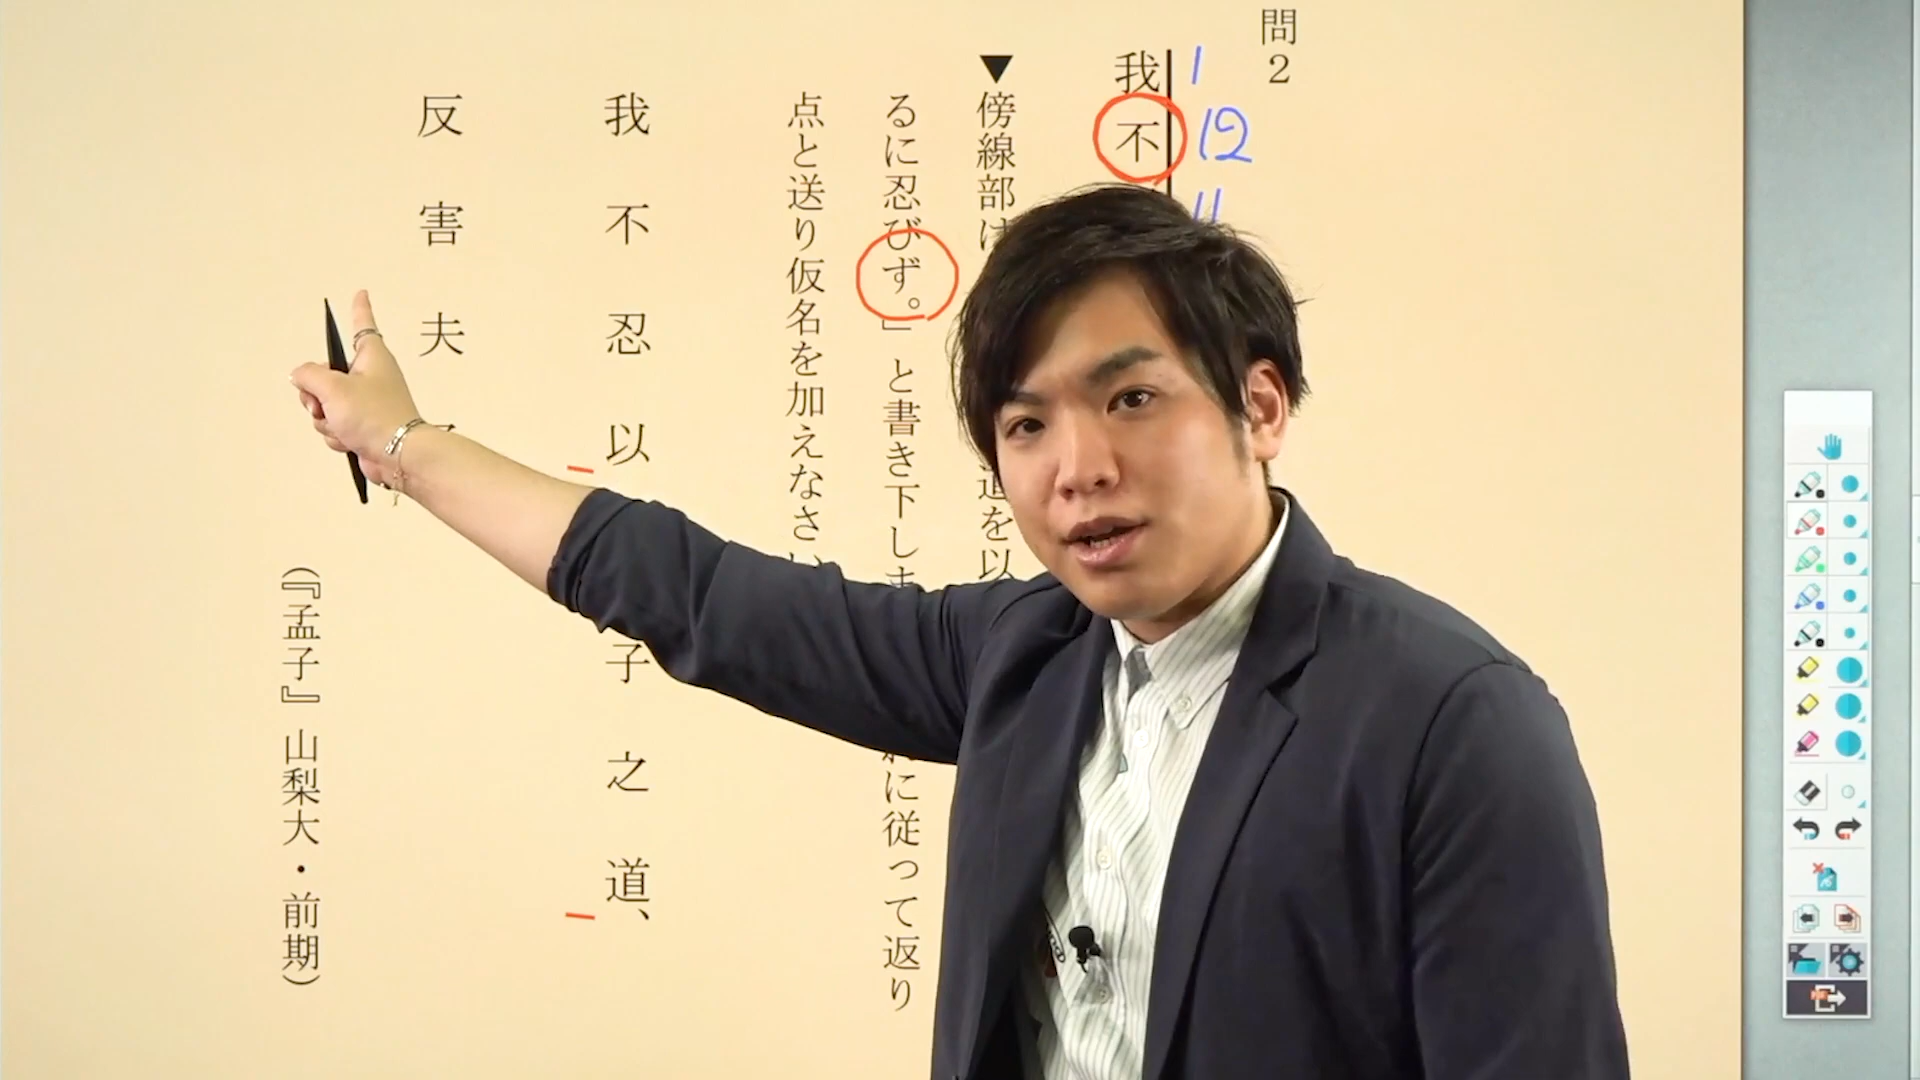 問2
1
12
11
我不
▼傍線部は 道を以
るに忍びず。」と書き下しま に従って返り
点と送り仮名を加えなさい
我不忍以 子之道、
反害夫
(『孟子』山梨大・前期)